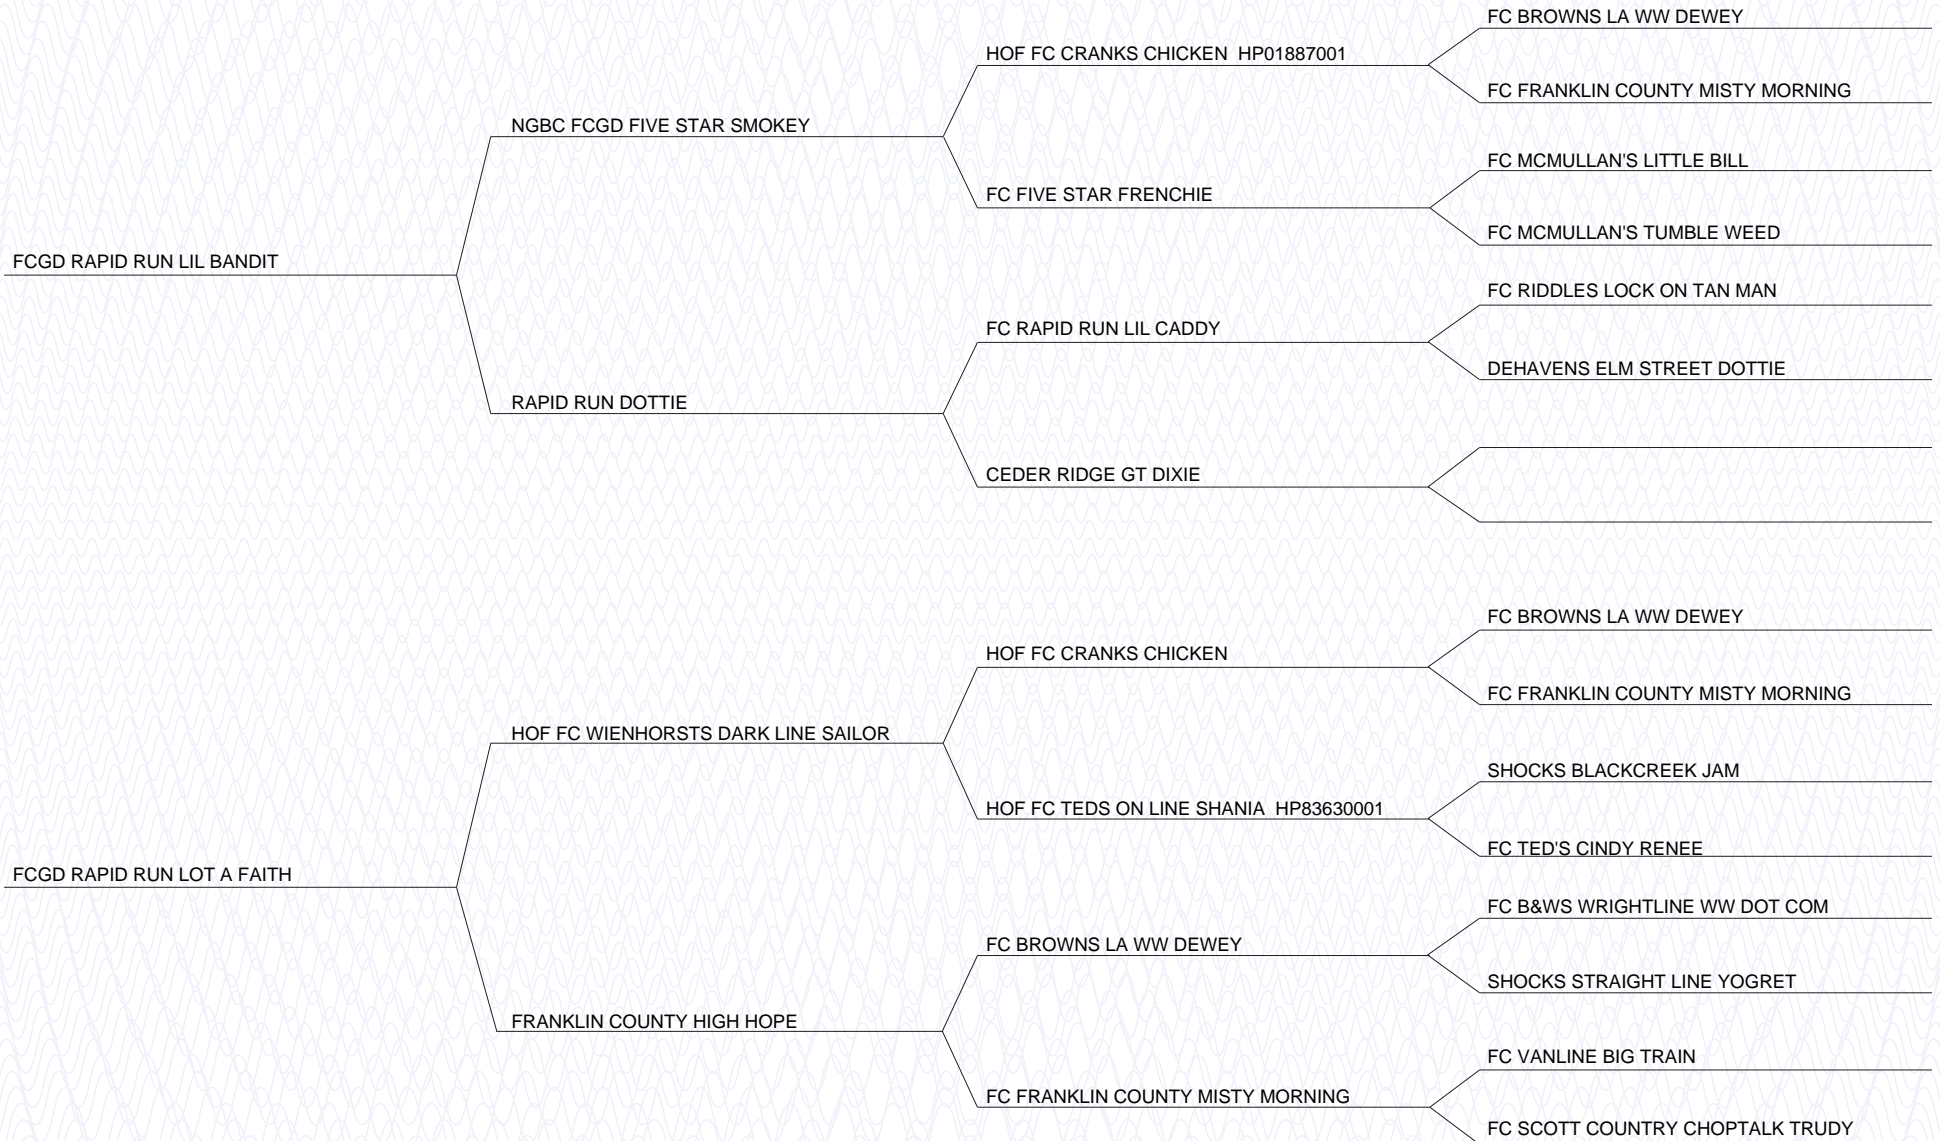 FC BROWNS LA WW DEWEY
HOF FC CRANKS CHICKEN  HP01887001
FC FRANKLIN COUNTY MISTY MORNING
NGBC FCGD FIVE STAR SMOKEY
FC MCMULLAN'S LITTLE BILL
FC FIVE STAR FRENCHIE
FC MCMULLAN'S TUMBLE WEED
FCGD RAPID RUN LIL BANDIT
FC RIDDLES LOCK ON TAN MAN
FC RAPID RUN LIL CADDY
DEHAVENS ELM STREET DOTTIE
RAPID RUN DOTTIE
CEDER RIDGE GT DIXIE
FC BROWNS LA WW DEWEY
HOF FC CRANKS CHICKEN
FC FRANKLIN COUNTY MISTY MORNING
HOF FC WIENHORSTS DARK LINE SAILOR
SHOCKS BLACKCREEK JAM
HOF FC TEDS ON LINE SHANIA  HP83630001
FC TED'S CINDY RENEE
FCGD RAPID RUN LOT A FAITH
FC B&WS WRIGHTLINE WW DOT COM
FC BROWNS LA WW DEWEY
SHOCKS STRAIGHT LINE YOGRET
FRANKLIN COUNTY HIGH HOPE
FC VANLINE BIG TRAIN
FC FRANKLIN COUNTY MISTY MORNING
FC SCOTT COUNTRY CHOPTALK TRUDY